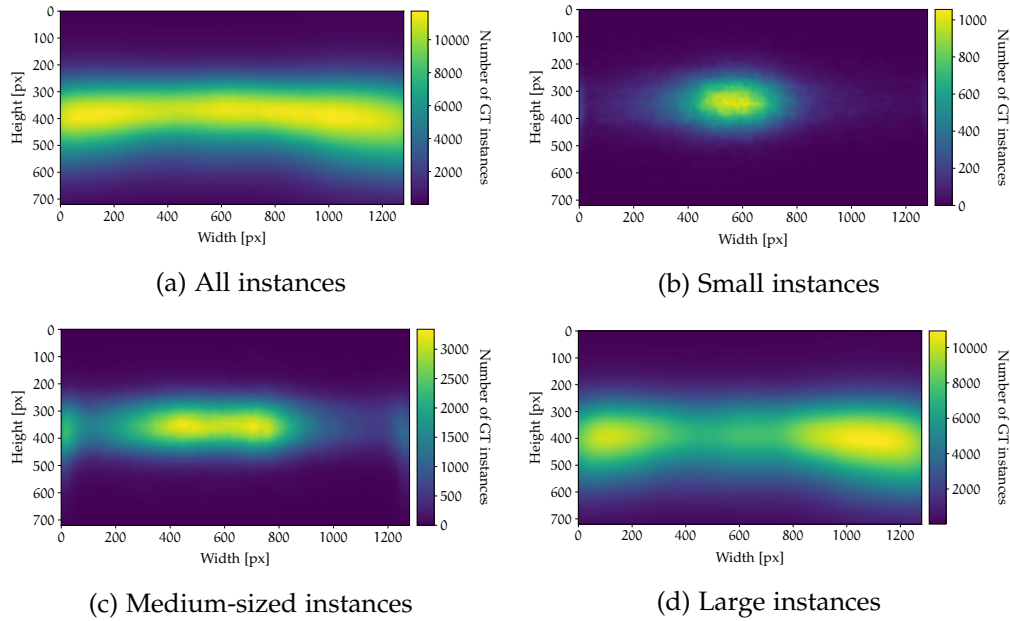 0
100
200
300
400
500
600
700
Height [px]
0 200 400 600 800 1000 1200
Width [px]
10000
8000
6000
4000
2000
Number of GT instances
(a) All instances
0
100
200
300
400
500
600
700
Height [px]
0 200 400 600 800 1000 1200
Width [px]
1000
800
600
400
200
0
Number of GT instances
(b) Small instances
0
100
200
300
400
500
600
700
Height [px]
0 200 400 600 800 1000 1200
Width [px]
3000
2500
2000
1500
1000
500
0
Number of GT instances
(c) Medium-sized instances
0
100
200
300
400
500
600
700
Height [px]
0 200 400 600 800 1000 1200
Width [px]
10000
8000
6000
4000
2000
Number of GT instances
(d) Large instances